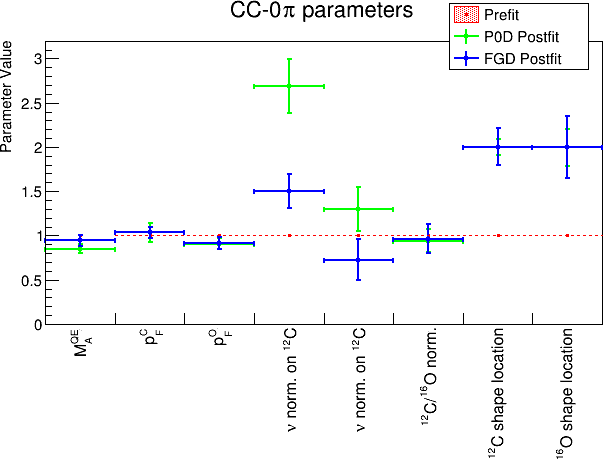 CC-0π parameters
Prefit
P0D Postfit
FGD Postfit
Parameter Value
3
2.5
2
1.5
1
0.5
0
M_A^QE
p_F^C
p_F^O
ν norm. on ¹²C
ν norm. on ¹²C
¹²C/¹⁶O norm.
¹²C shape location
¹⁶O shape location